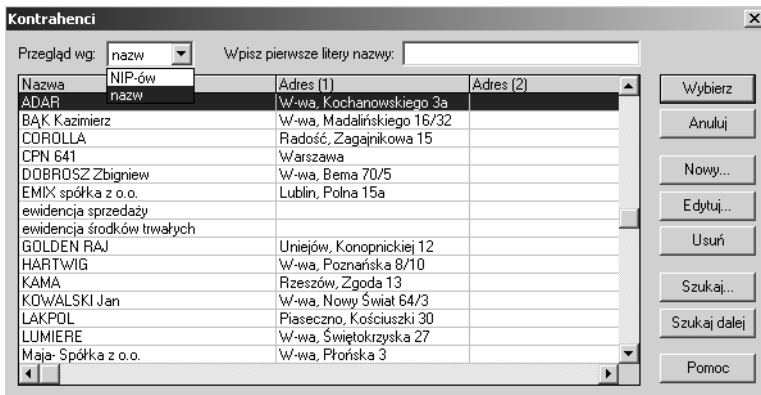 Kontrahenci
Przegląd wg: nazw Wpisz pierwsze litery nazwy:
NIP-ów
nazw
Nazwa Adres (1) Adres (2)
ADAR W-wa, Kochanowskiego 3a
BĄK Kazimierz W-wa, Madalińskiego 16/32
COROLLA Radość, Zagajnikowa 15
CPN 641 Warszawa
DOBROSZ Zbigniew W-wa, Bema 70/5
EMIX spółka z o.o. Lublin, Polna 15a
ewidencja sprzedaży
ewidencja środków trwałych
GOLDEN RAJ Uniejów, Konopnickiej 12
HARTWIG W-wa, Poznańska 8/10
KAMA Rzeszów, Zgoda 13
KOWALSKI Jan W-wa, Nowy Świat 64/3
LAKPOL Piaseczno, Kościuszki 30
LUMIERE W-wa, Świętokrzyska 27
Maja- Spółka z o.o. W-wa, Płońska 3
Wybierz
Anuluj
Nowy...
Edytuj...
Usuń
Szukaj...
Szukaj dalej
Pomoc